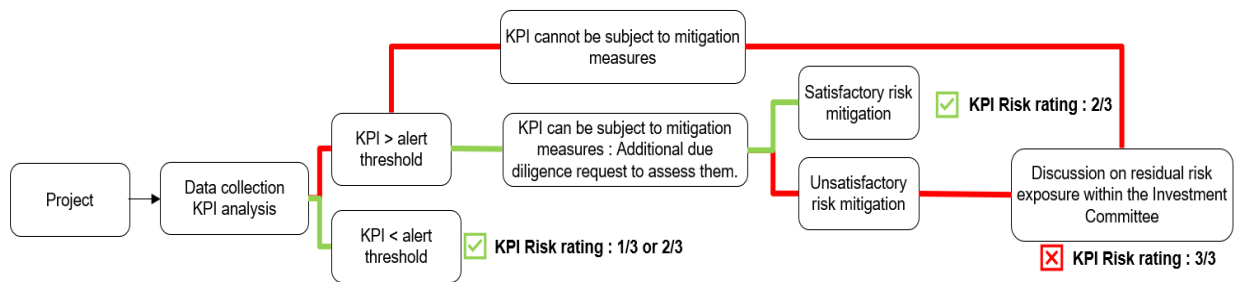 KPI cannot be subject to mitigation
measures
Project
Data collection
KPI analysis
KPI > alert
threshold
KPI < alert
threshold
KPI Risk rating : 1/3 or 2/3
KPI can be subject to mitigation
measures : Additional due
diligence request to assess them.
Satisfactory risk
mitigation
KPI Risk rating : 2/3
Unsatisfactory
risk mitigation
Discussion on residual risk
exposure within the Investment
Committee
KPI Risk rating : 3/3